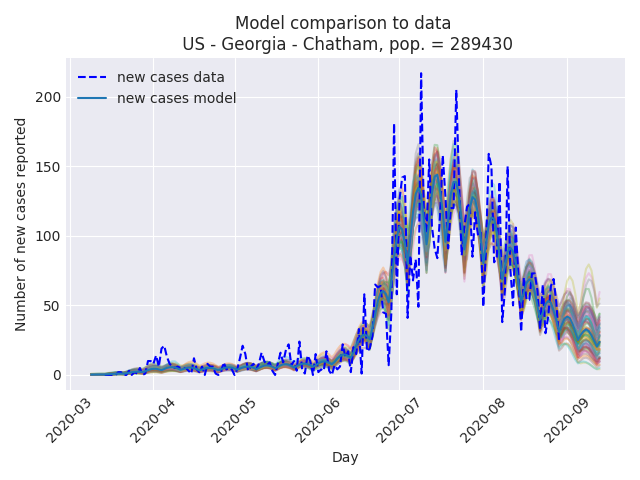 Model comparison to data
US - Georgia - Chatham, pop. = 289430
new cases data
new cases model
Number of new cases reported
200
150
100
50
0
2020-03
2020-04
2020-05
2020-06
2020-07
2020-08
2020-09
Day